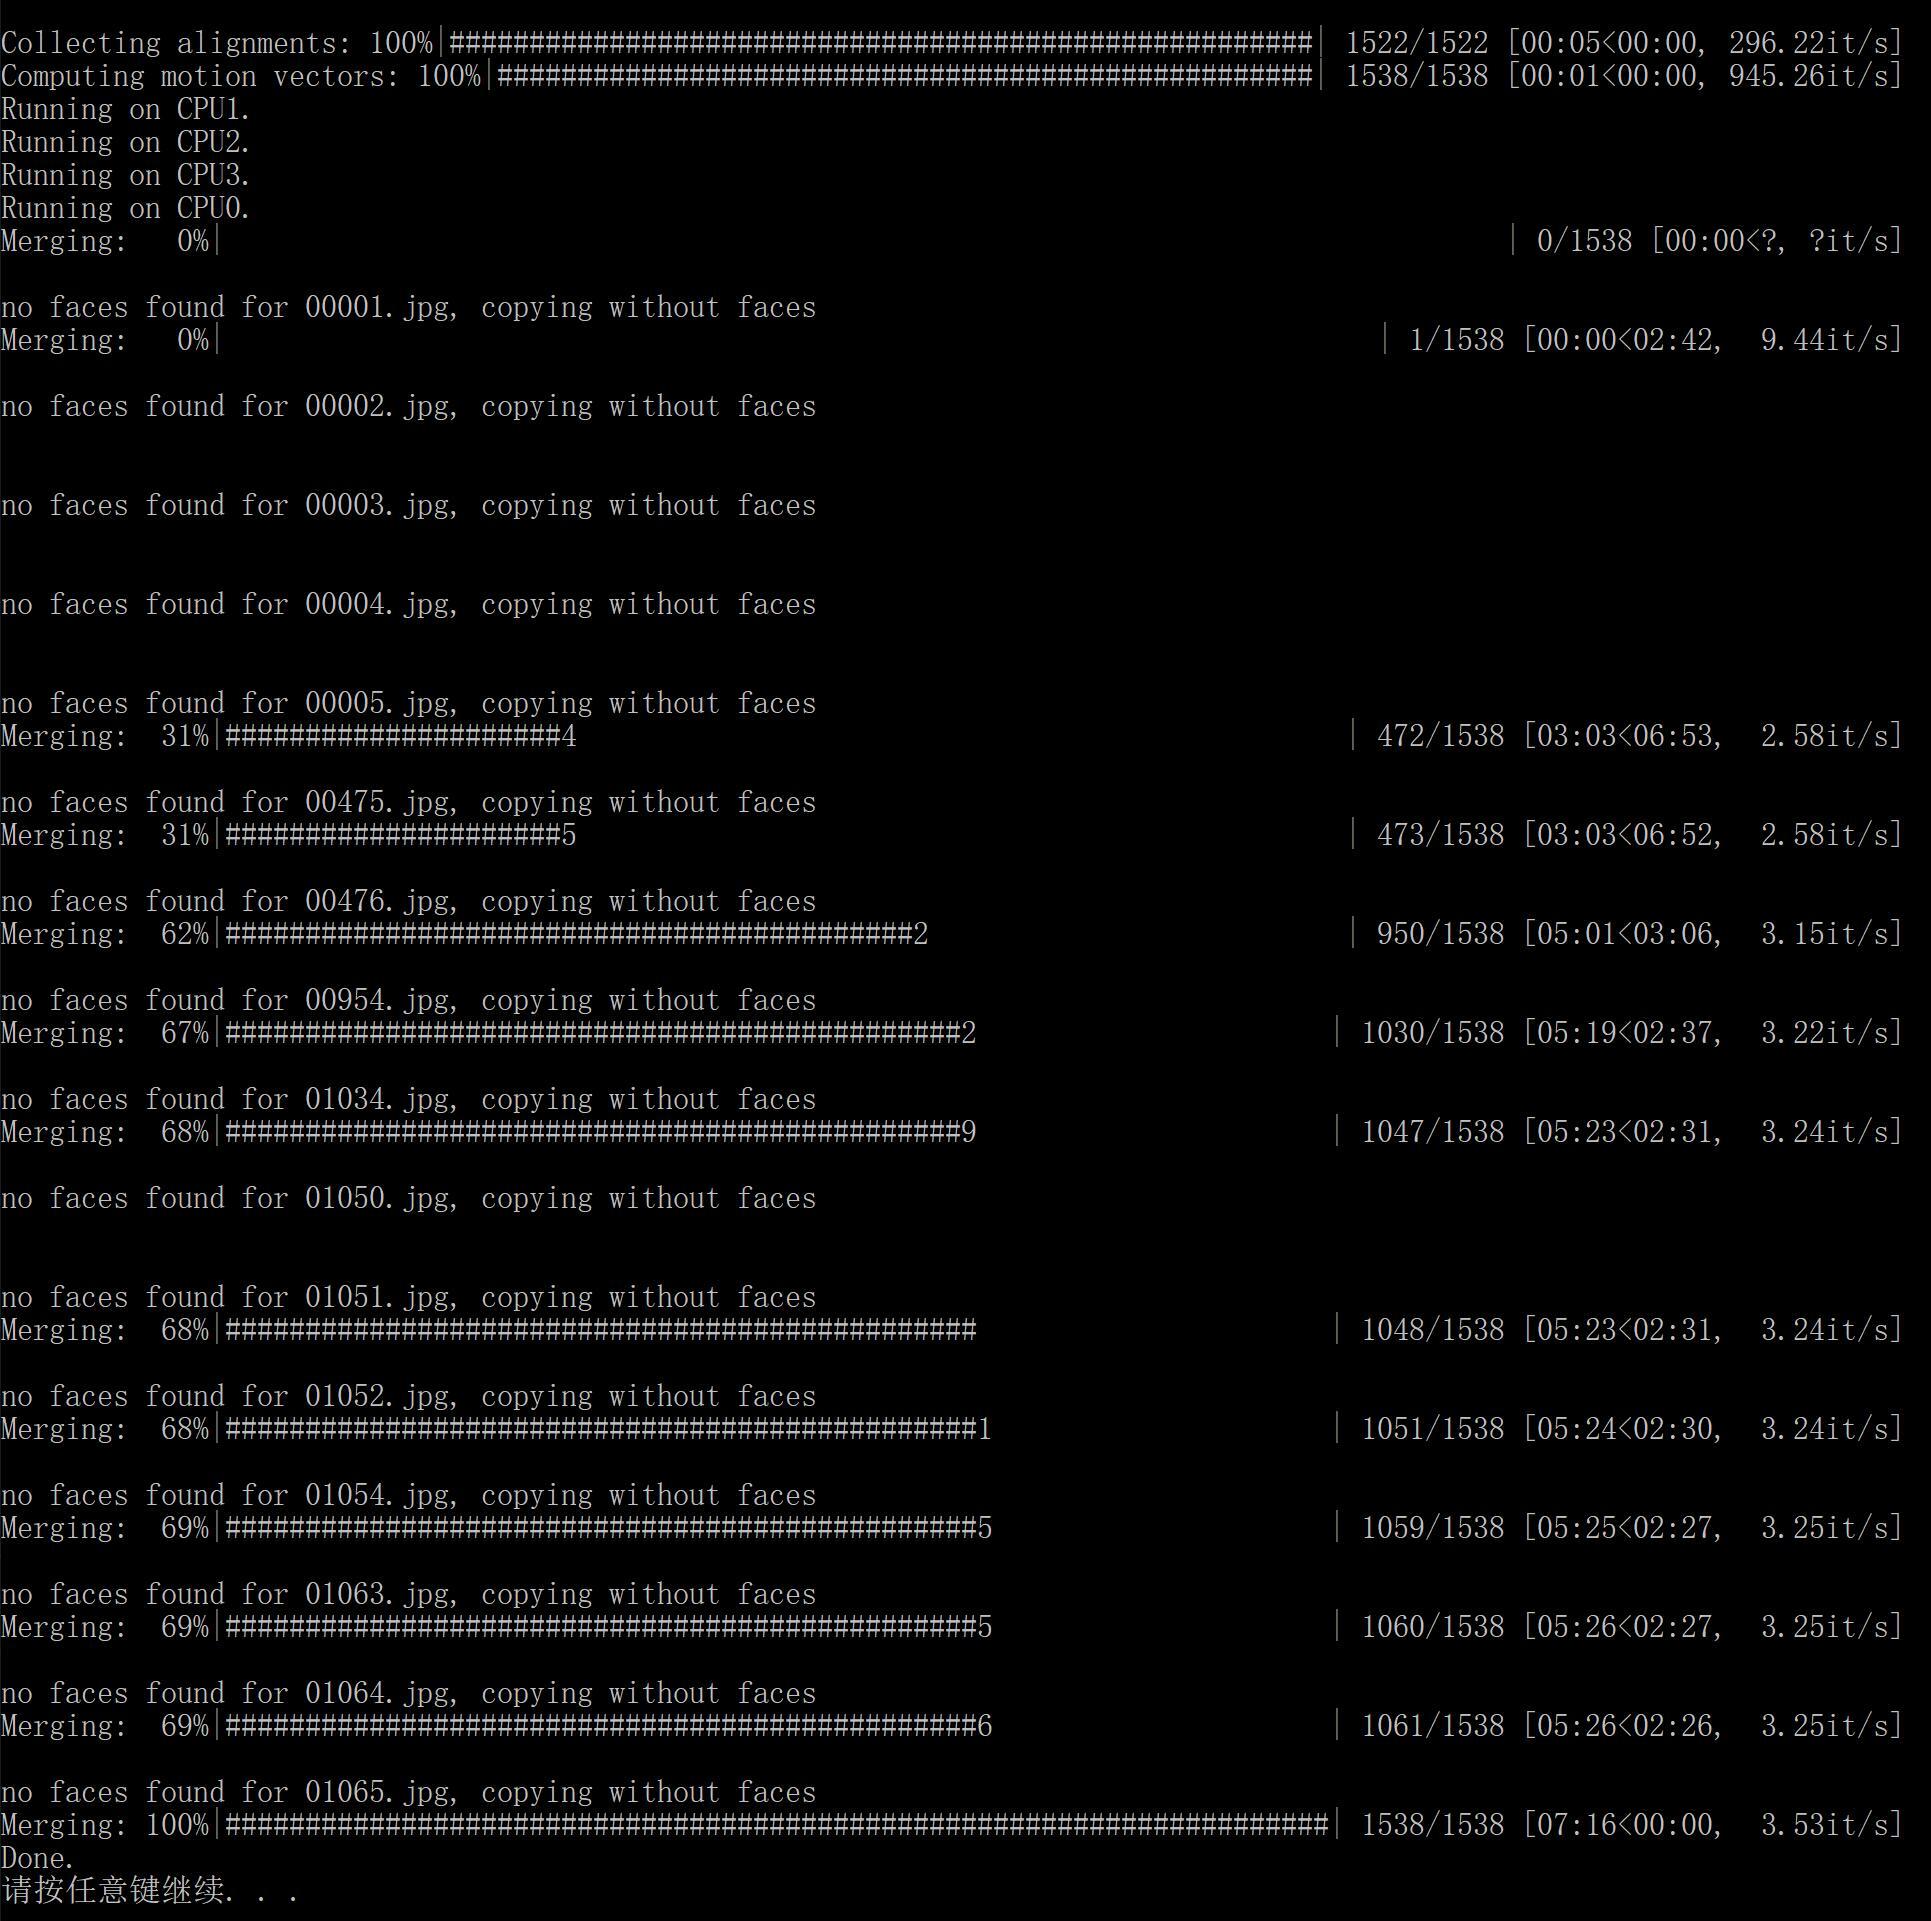 Collecting alignments: 100%|######################################################| 1522/1522 [00:05<00:00, 296.22it/s]
Computing motion vectors: 100%|###################################################| 1538/1538 [00:01<00:00, 945.26it/s]
Running on CPU1.
Running on CPU2.
Running on CPU3.
Running on CPU0.
Merging:   0%|                                                                                | 0/1538 [00:00<?, ?it/s]
no faces found for 00001.jpg, copying without faces
Merging:   0%|                                                                        | 1/1538 [00:00<02:42,  9.44it/s]
no faces found for 00002.jpg, copying without faces
no faces found for 00003.jpg, copying without faces
no faces found for 00004.jpg, copying without faces
no faces found for 00005.jpg, copying without faces
Merging:  31%|#####################4                                                | 472/1538 [03:03<06:53,  2.58it/s]
no faces found for 00475.jpg, copying without faces
Merging:  31%|#####################5                                                | 473/1538 [03:03<06:52,  2.58it/s]
no faces found for 00476.jpg, copying without faces
Merging:  62%|###########################################2                          | 950/1538 [05:01<03:06,  3.15it/s]
no faces found for 00954.jpg, copying without faces
Merging:  67%|##############################################2                      | 1030/1538 [05:19<02:37,  3.22it/s]
no faces found for 01034.jpg, copying without faces
Merging:  68%|##############################################9                      | 1047/1538 [05:23<02:31,  3.24it/s]
no faces found for 01050.jpg, copying without faces
no faces found for 01051.jpg, copying without faces
Merging:  68%|###############################################                      | 1048/1538 [05:23<02:31,  3.24it/s]
no faces found for 01052.jpg, copying without faces
Merging:  68%|###############################################1                     | 1051/1538 [05:24<02:30,  3.24it/s]
no faces found for 01054.jpg, copying without faces
Merging:  69%|###############################################5                     | 1059/1538 [05:25<02:27,  3.25it/s]
no faces found for 01063.jpg, copying without faces
Merging:  69%|###############################################5                     | 1060/1538 [05:26<02:27,  3.25it/s]
no faces found for 01064.jpg, copying without faces
Merging:  69%|###############################################6                     | 1061/1538 [05:26<02:26,  3.25it/s]
no faces found for 01065.jpg, copying without faces
Merging: 100%|#####################################################################| 1538/1538 [07:16<00:00,  3.53it/s]
Done.
请按任意键继续. . .